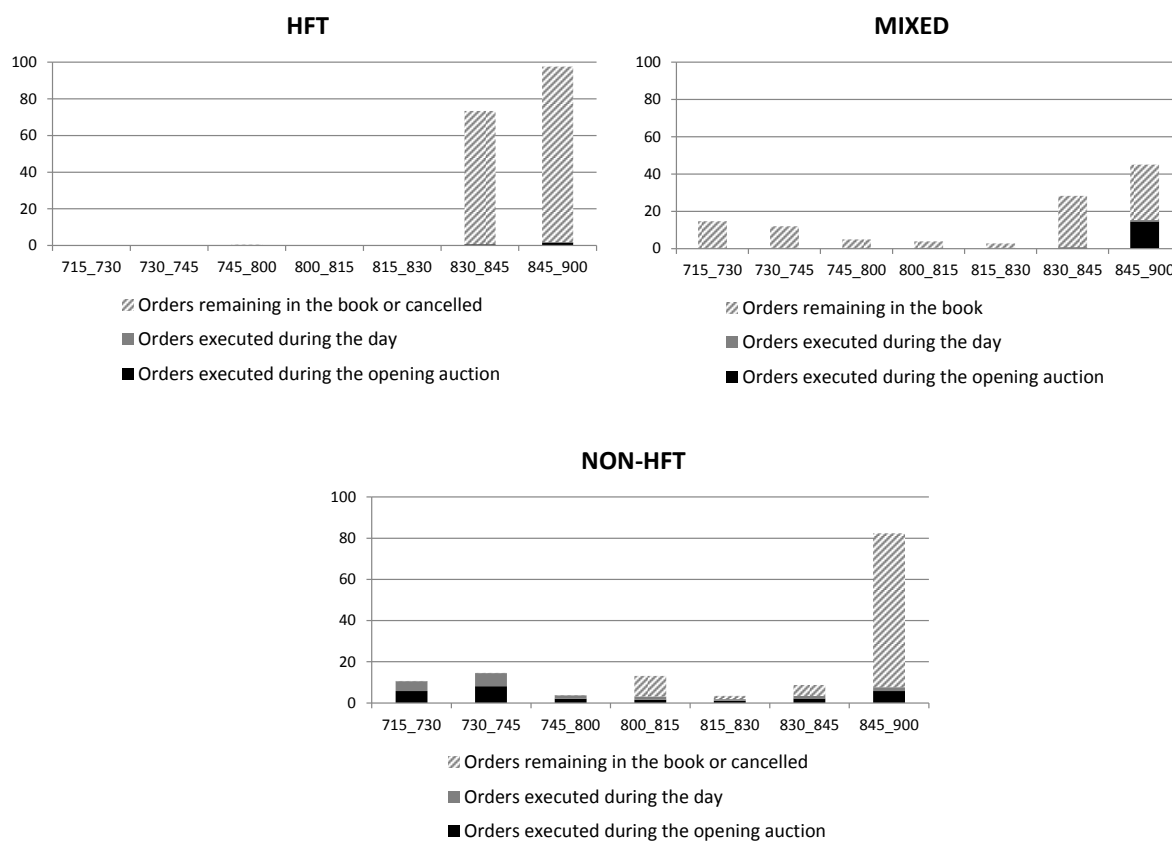 HFT
100
80
60
40
20
0
715_730 730_745 745_800 800_815 815_830 830_845 845_900
Orders remaining in the book or cancelled
Orders executed during the day
Orders executed during the opening auction
MIXED
100
80
60
40
20
0
715_730 730_745 745_800 800_815 815_830 830_845 845_900
Orders remaining in the book
Orders executed during the day
Orders executed during the opening auction
NON-HFT
100
80
60
40
20
0
715_730 730_745 745_800 800_815 815_830 830_845 845_900
Orders remaining in the book or cancelled
Orders executed during the day
Orders executed during the opening auction